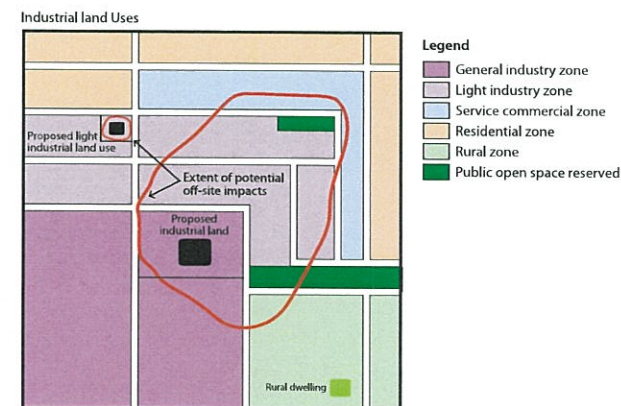 Industrial land Uses
Legend
General industry zone
Light industry zone
Service commercial zone
Residential zone
Rural zone
Public open space reserved
Proposed light
industrial land use
Extent of potential
off-site impacts
Proposed
industrial land
Rural dwelling